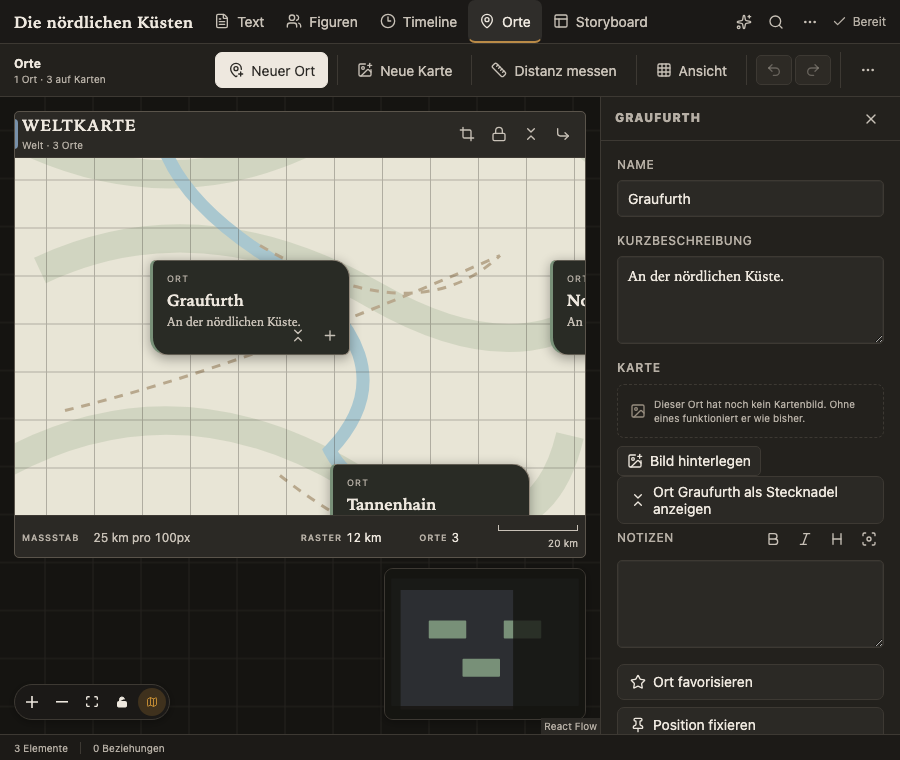 Die nördlichen Küsten
Text
Figuren
Timeline
Orte
Storyboard
Bereit
Orte
1 Ort · 3 auf Karten
Neuer Ort
Neue Karte
Distanz messen
Ansicht
WELTKARTE
Welt · 3 Orte
ORT
Graufurth
An der nördlichen Küste.
ORT
No
An
ORT
Tannenhain
MASSSTAB 25 km pro 100px
RASTER 12 km
ORTE 3
20 km
React Flow
GRAUFURTH
NAME
Graufurth
KURZBESCHREIBUNG
An der nördlichen Küste.
KARTE
Dieser Ort hat noch kein Kartenbild. Ohne
eines funktioniert er wie bisher.
Bild hinterlegen
Ort Graufurth als Stecknadel
anzeigen
NOTIZEN
B I H
Ort favorisieren
Position fixieren
3 Elemente
0 Beziehungen